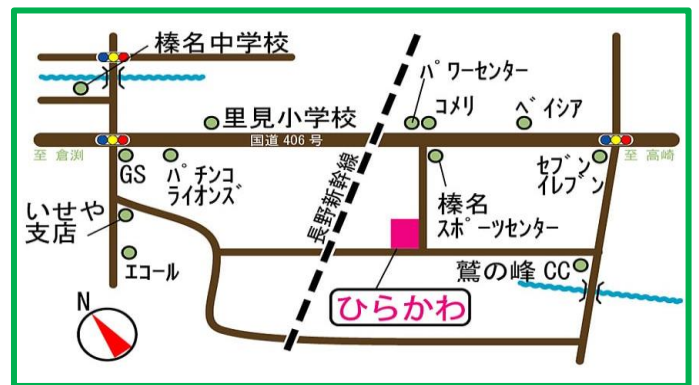 榛名中学校
パワーセンター
コメリ
ベイシア
里見小学校
国道 406 号
至 倉渕
GS
パチンコ
ライオンズ
長野新幹線
榛名
スポーツセンター
セブン
イレブン
至 高崎
いせや
支店
エコール
鷲の峰 CC
N
ひらかわ